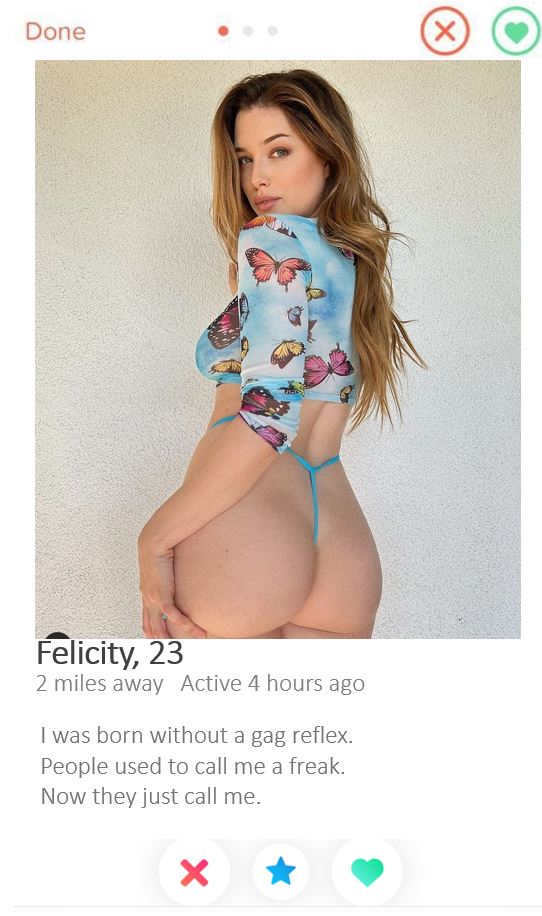 Done
Felicity, 23
2 miles away Active 4 hours ago
I was born without a gag reflex.
People used to call me a freak.
Now they just call me.